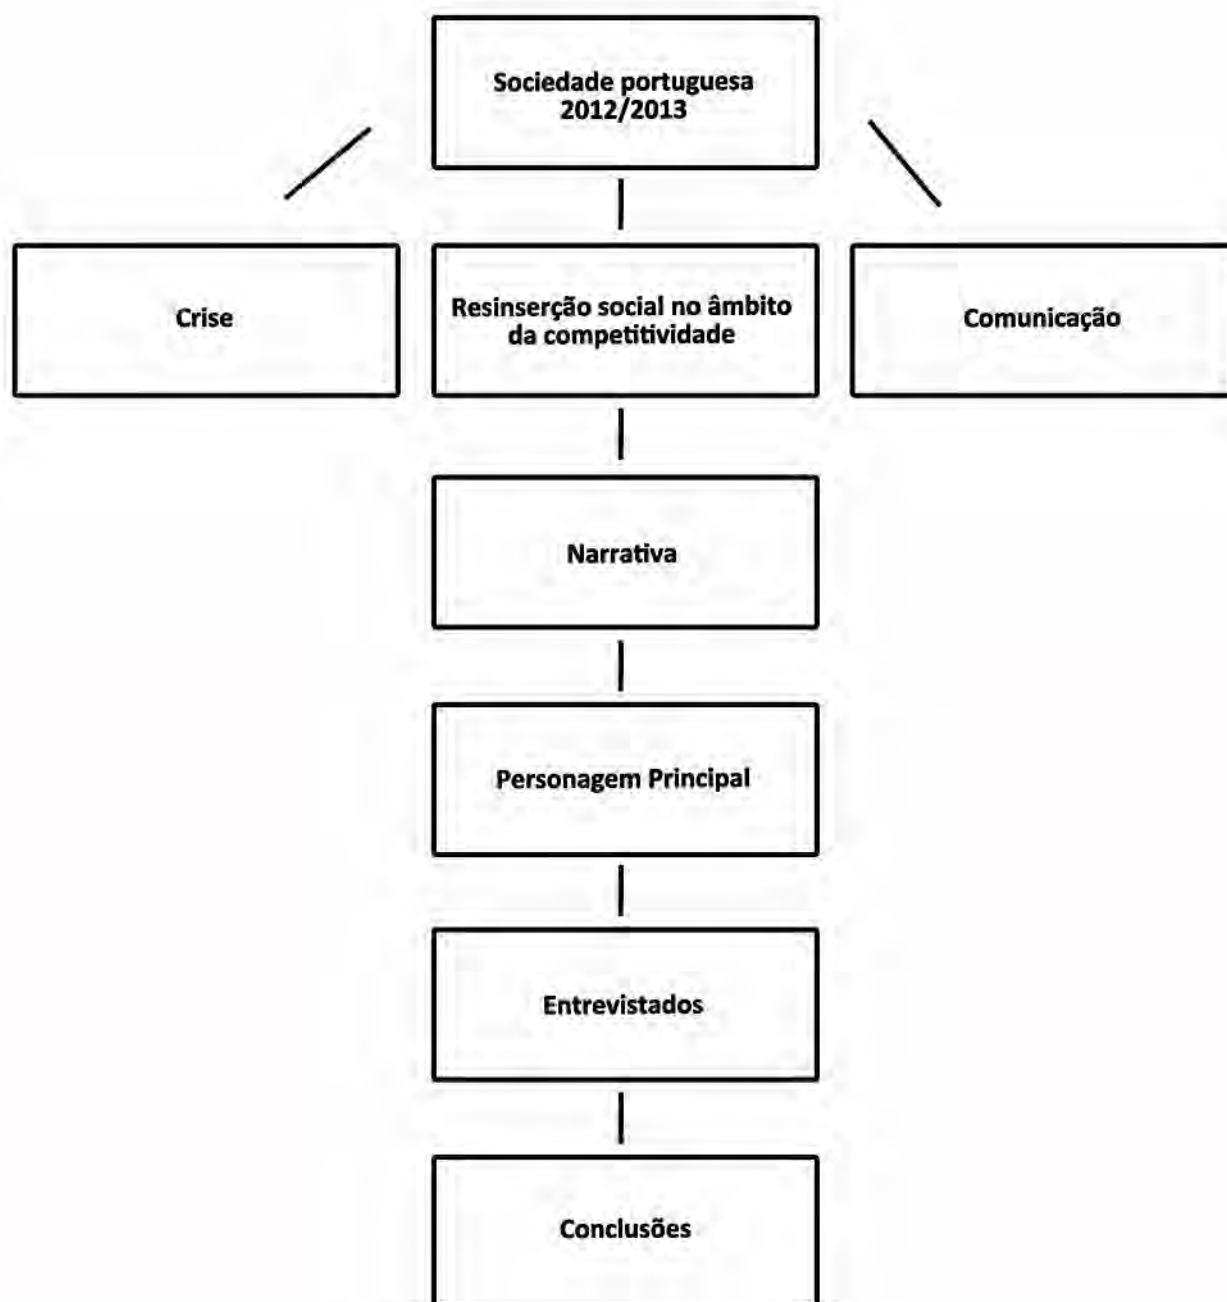 Sociedade portuguesa
2012/2013
Crise
Resinserção social no âmbito
da competitividade
Comunicação
Narrativa
Personagem Principal
Entrevistados
Conclusões